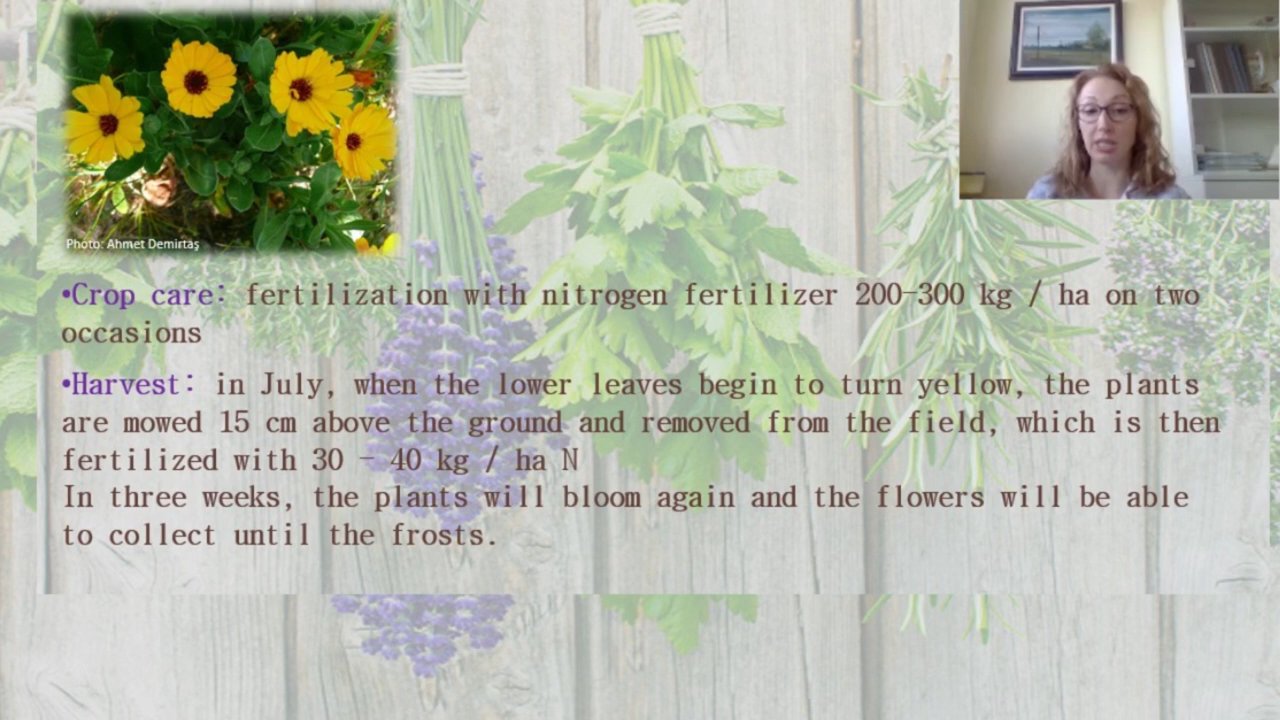 Photo: Ahmet Demirtaş
•Crop care: fertilization with nitrogen fertilizer 200-300 kg / ha on two
occasions
•Harvest: in July, when the lower leaves begin to turn yellow, the plants
are mowed 15 cm above the ground and removed from the field, which is then
fertilized with 30 - 40 kg / ha N
In three weeks, the plants will bloom again and the flowers will be able
to collect until the frosts.